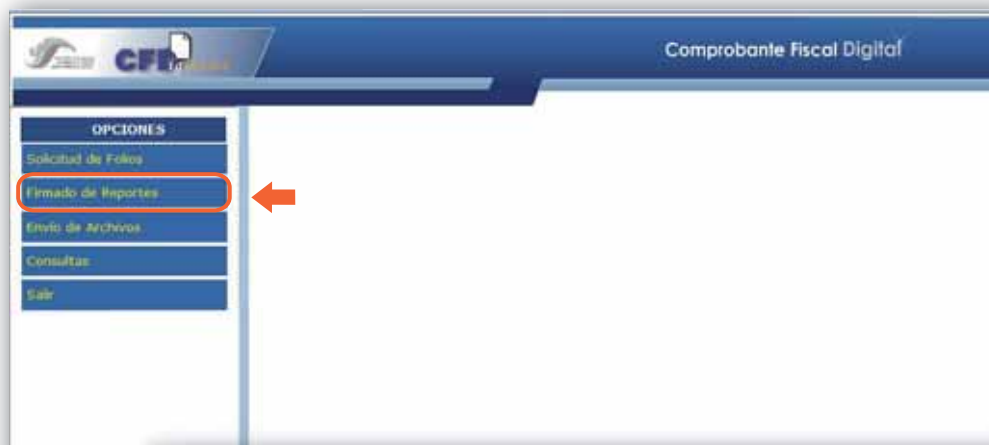 CFD
Comprobante Fiscal Digital
OPCIONES
Solicitud de Folios
Firmado de Reportes
Envío de Archivos
Consultas
Salir